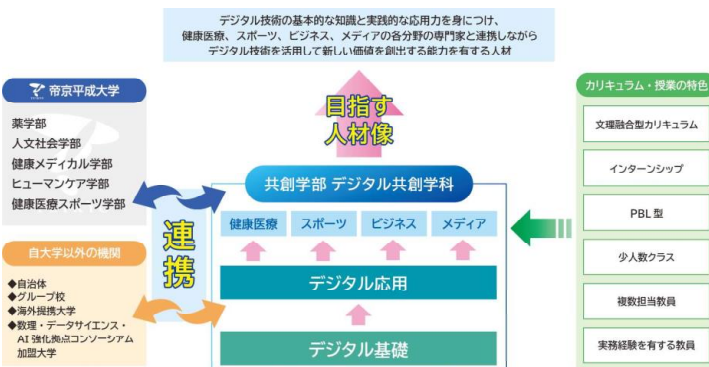 デジタル技術の基本的な知識と実践的な応用力を身につけ、
健康医療、スポーツ、ビジネス、メディアの各分野の専門家と連携しながら
デジタル技術を活用して新しい価値を創出する能力を有する人材
目指す
人材像
帝京平成大学
薬学部
人文社会学部
健康メディカル学部
ヒューマンケア学部
健康医療スポーツ学部
自大学以外の機関
◆自治体
◆グループ校
◆海外提携大学
◆数理・データサイエンス・
AI 強化拠点コンソーシアム
加盟大学
連携
共創学部 デジタル共創学科
健康医療
スポーツ
ビジネス
メディア
デジタル応用
デジタル基礎
カリキュラム・授業の特色
文理融合型カリキュラム
インターンシップ
PBL 型
少人数クラス
複数担当教員
実務経験を有する教員